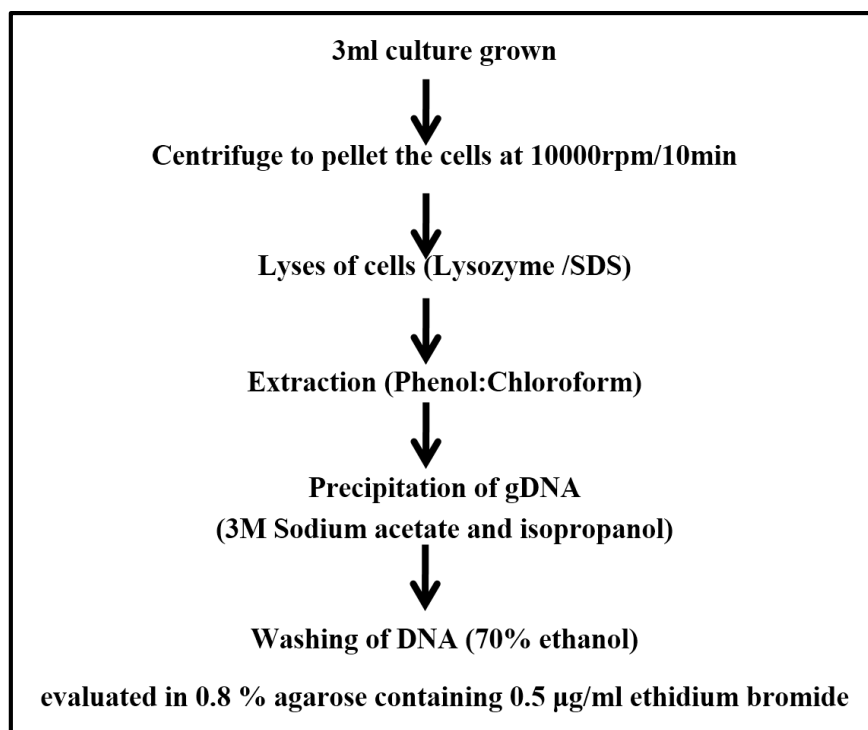 3ml culture grown
Centrifuge to pellet the cells at 10000rpm/10min
Lyses of cells (Lysozyme /SDS)
Extraction (Phenol:Chloroform)
Precipitation of gDNA
(3M Sodium acetate and isopropanol)
Washing of DNA (70% ethanol)
evaluated in 0.8 % agarose containing 0.5 μg/ml ethidium bromide